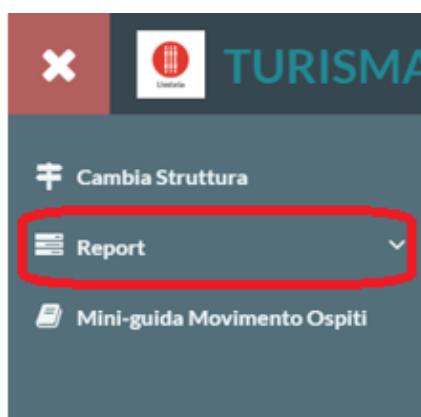 Umbria
TURISMA
Cambia Struttura
Report
Mini-guida Movimento Ospiti